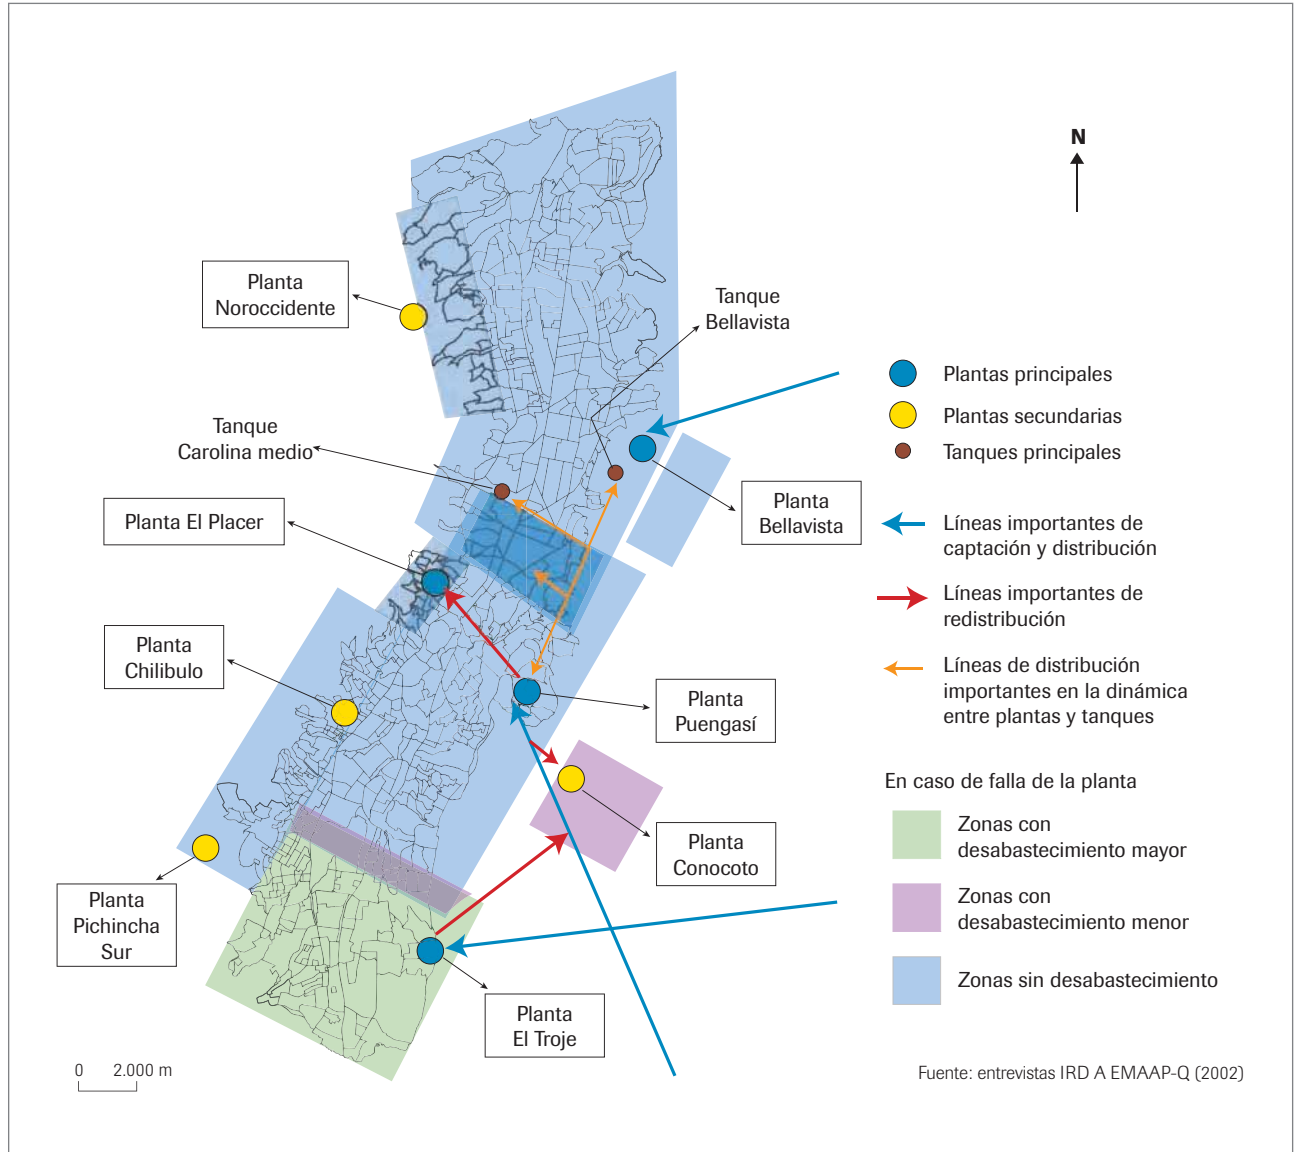 N
Planta
Noroccidente
Tanque
Bellavista
Tanque
Carolina medio
Planta El Placer
Planta
Bellavista
Planta
Chilibulo
Planta
Puengasí
Planta
Conocoto
Planta
Pichincha
Sur
Planta
El Troje
0 2.000 m
Plantas principales
Plantas secundarias
Tanques principales
Líneas importantes de
captación y distribución
Líneas importantes de
redistribución
Líneas de distribución
importantes en la dinámica
entre plantas y tanques
En caso de falla de la planta
Zonas con
desabastecimiento mayor
Zonas con
desabastecimiento menor
Zonas sin desabastecimiento
Fuente: entrevistas IRD A EMAAP-Q (2002)